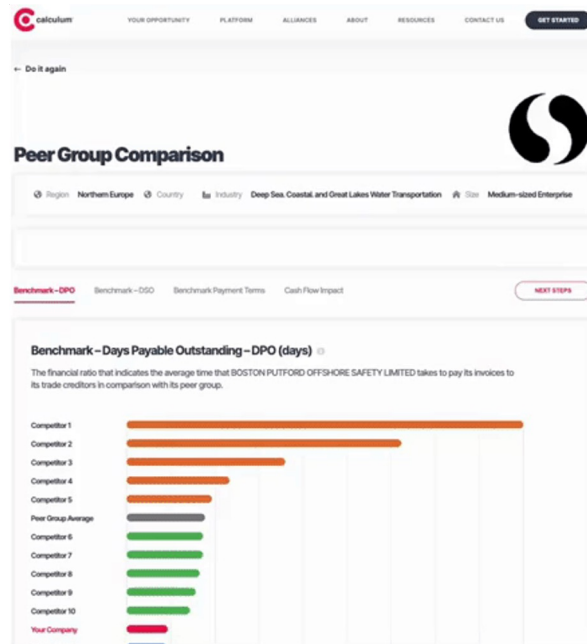 calculum
YOUR OPPORTUNITY PLATFORM ALLIANCES ABOUT RESOURCES CONTACT US GET STARTED
← Do it again
Peer Group Comparison
Region Northern Europe Country Industry Deep Sea, Coastal, and Great Lakes Water Transportation Size Medium-sized Enterprise
Benchmark – DPO Benchmark – DSO Benchmark Payment Terms Cash Flow Impact NEXT STEPS
Benchmark – Days Payable Outstanding – DPO (days)
The financial ratio that indicates the average time that BOSTON PUTFORD OFFSHORE SAFETY LIMITED takes to pay its invoices to
its trade creditors in comparison with its peer group.
Competitor 1
Competitor 2
Competitor 3
Competitor 4
Competitor 5
Peer Group Average
Competitor 6
Competitor 7
Competitor 8
Competitor 9
Competitor 10
Your Company